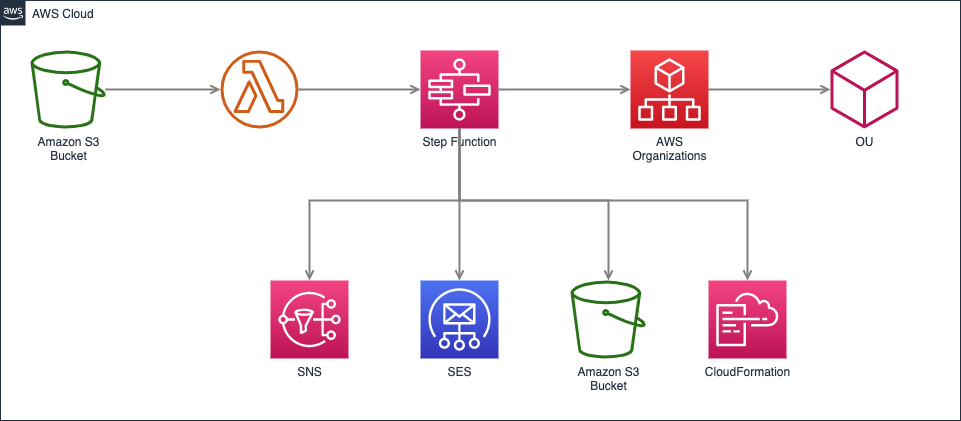 aws
AWS Cloud
Amazon S3
Bucket
Step Function
AWS
Organizations
OU
SNS
SES
Amazon S3
Bucket
CloudFormation